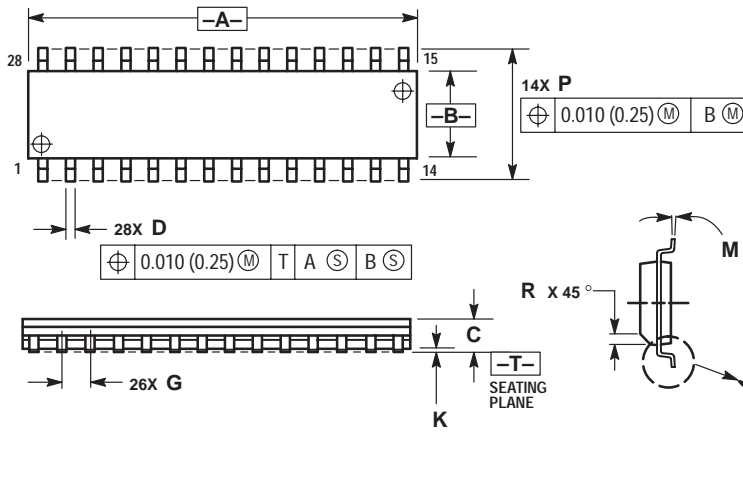 –A–
28
15
14X P
–B–
0.010 (0.25) Ⓜ B Ⓜ
1
14
28X D
0.010 (0.25) Ⓜ T A Ⓢ B Ⓢ
M
R X 45°
C
26X G
–T–
SEATING
PLANE
K